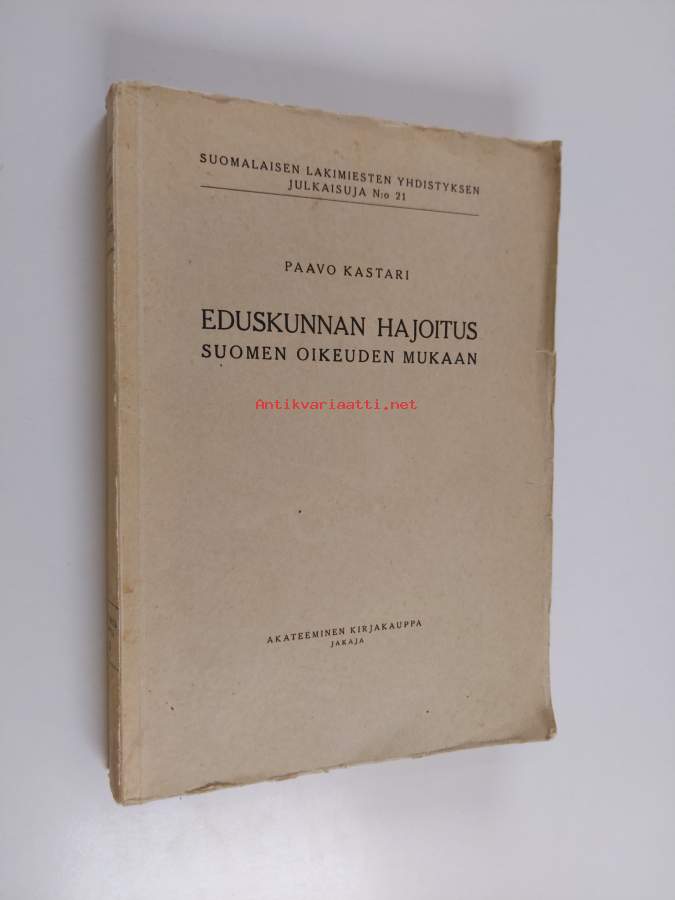 SUOMALAISEN LAKIMIESTEN YHDISTYKSEN
JULKAISUJA N:o 21
PAAVO KASTARI
EDUSKUNNAN HAJOITUS
SUOMEN OIKEUDEN MUKAAN
Antikvariaatti.net
AKATEEMINEN KIRJAKAUPPA
JAKAJA